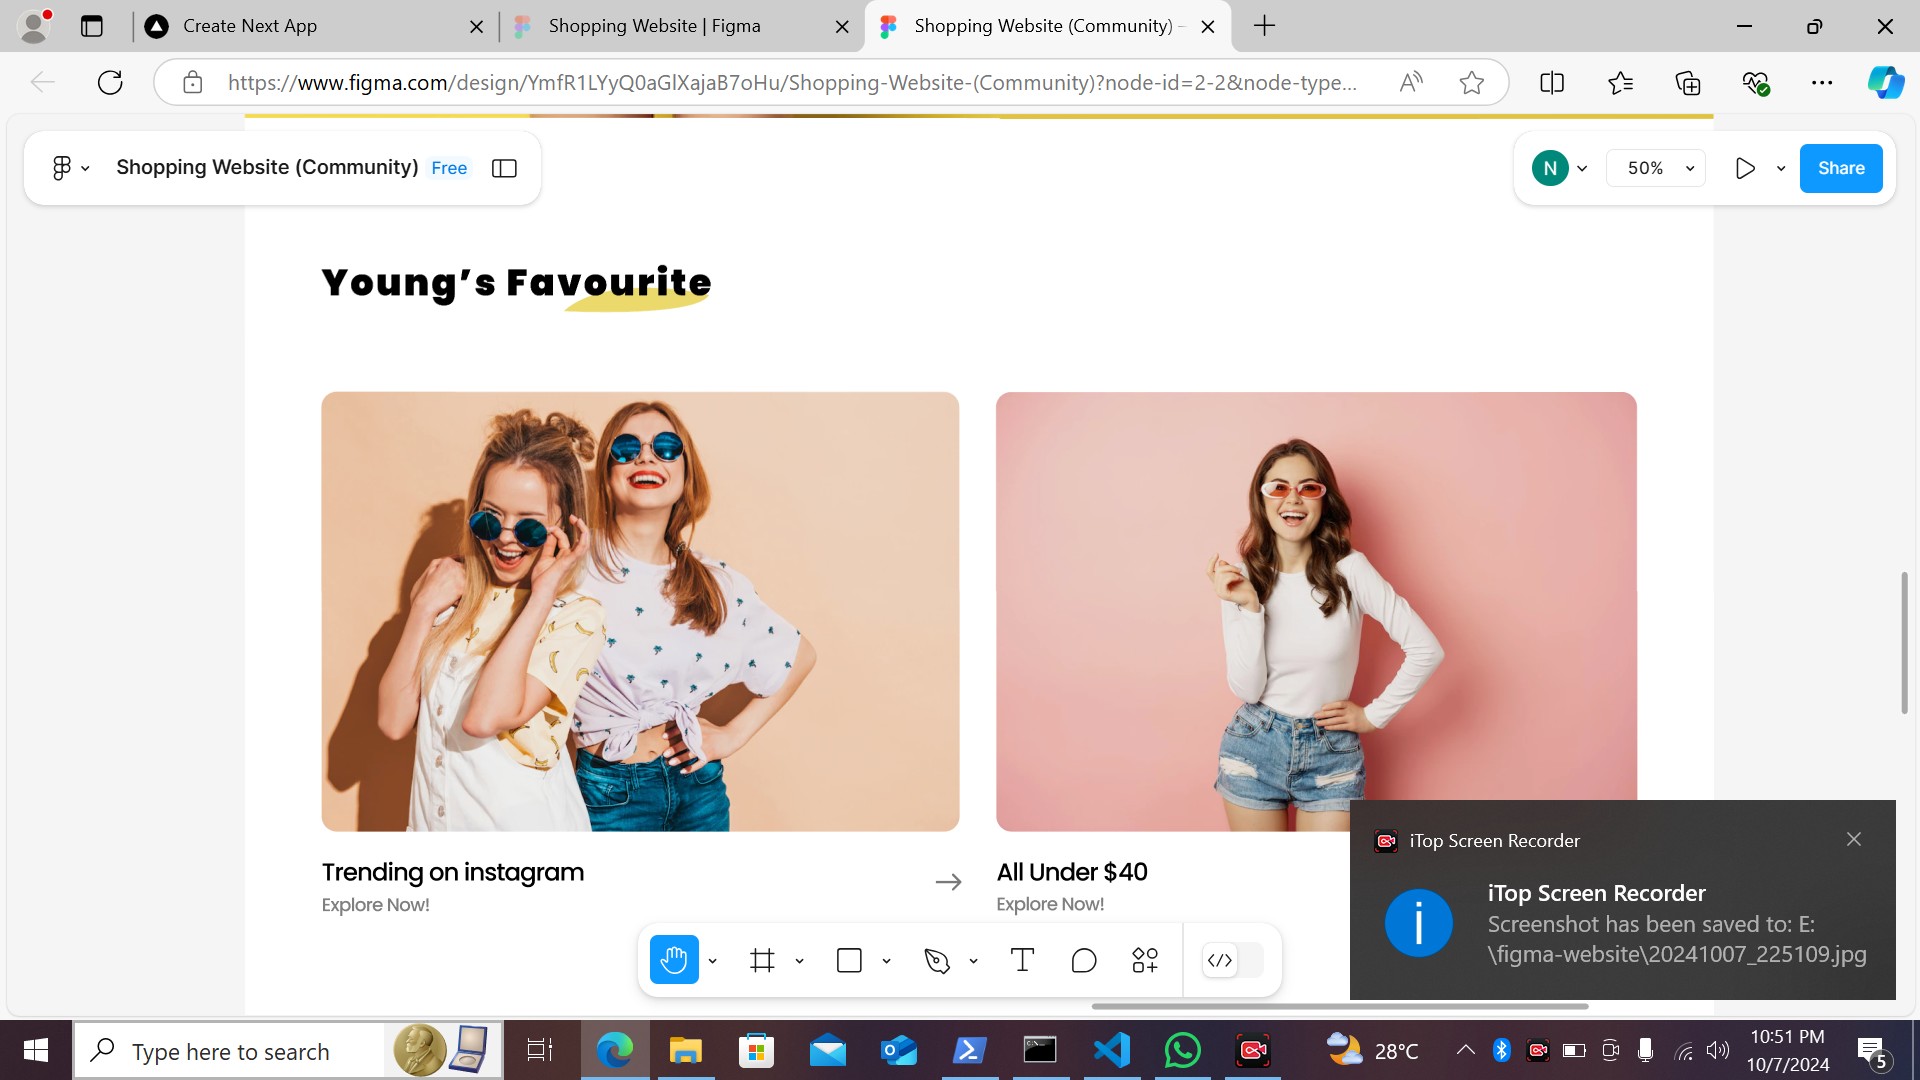 Create Next App
Shopping Website | Figma
Shopping Website (Community) -
https://www.figma.com/design/YmfR1LYyQ0aGlXajaB7oHu/Shopping-Website-(Community)?node-id=2-2&node-type...
Shopping Website (Community) Free
N
50%
Share
Young’s Favourite
Trending on instagram
Explore Now!
All Under $40
Explore Now!
iTop Screen Recorder
iTop Screen Recorder
Screenshot has been saved to: E:
\figma-website\20241007_225109.jpg
Type here to search
28°C
10:51 PM
10/7/2024
5